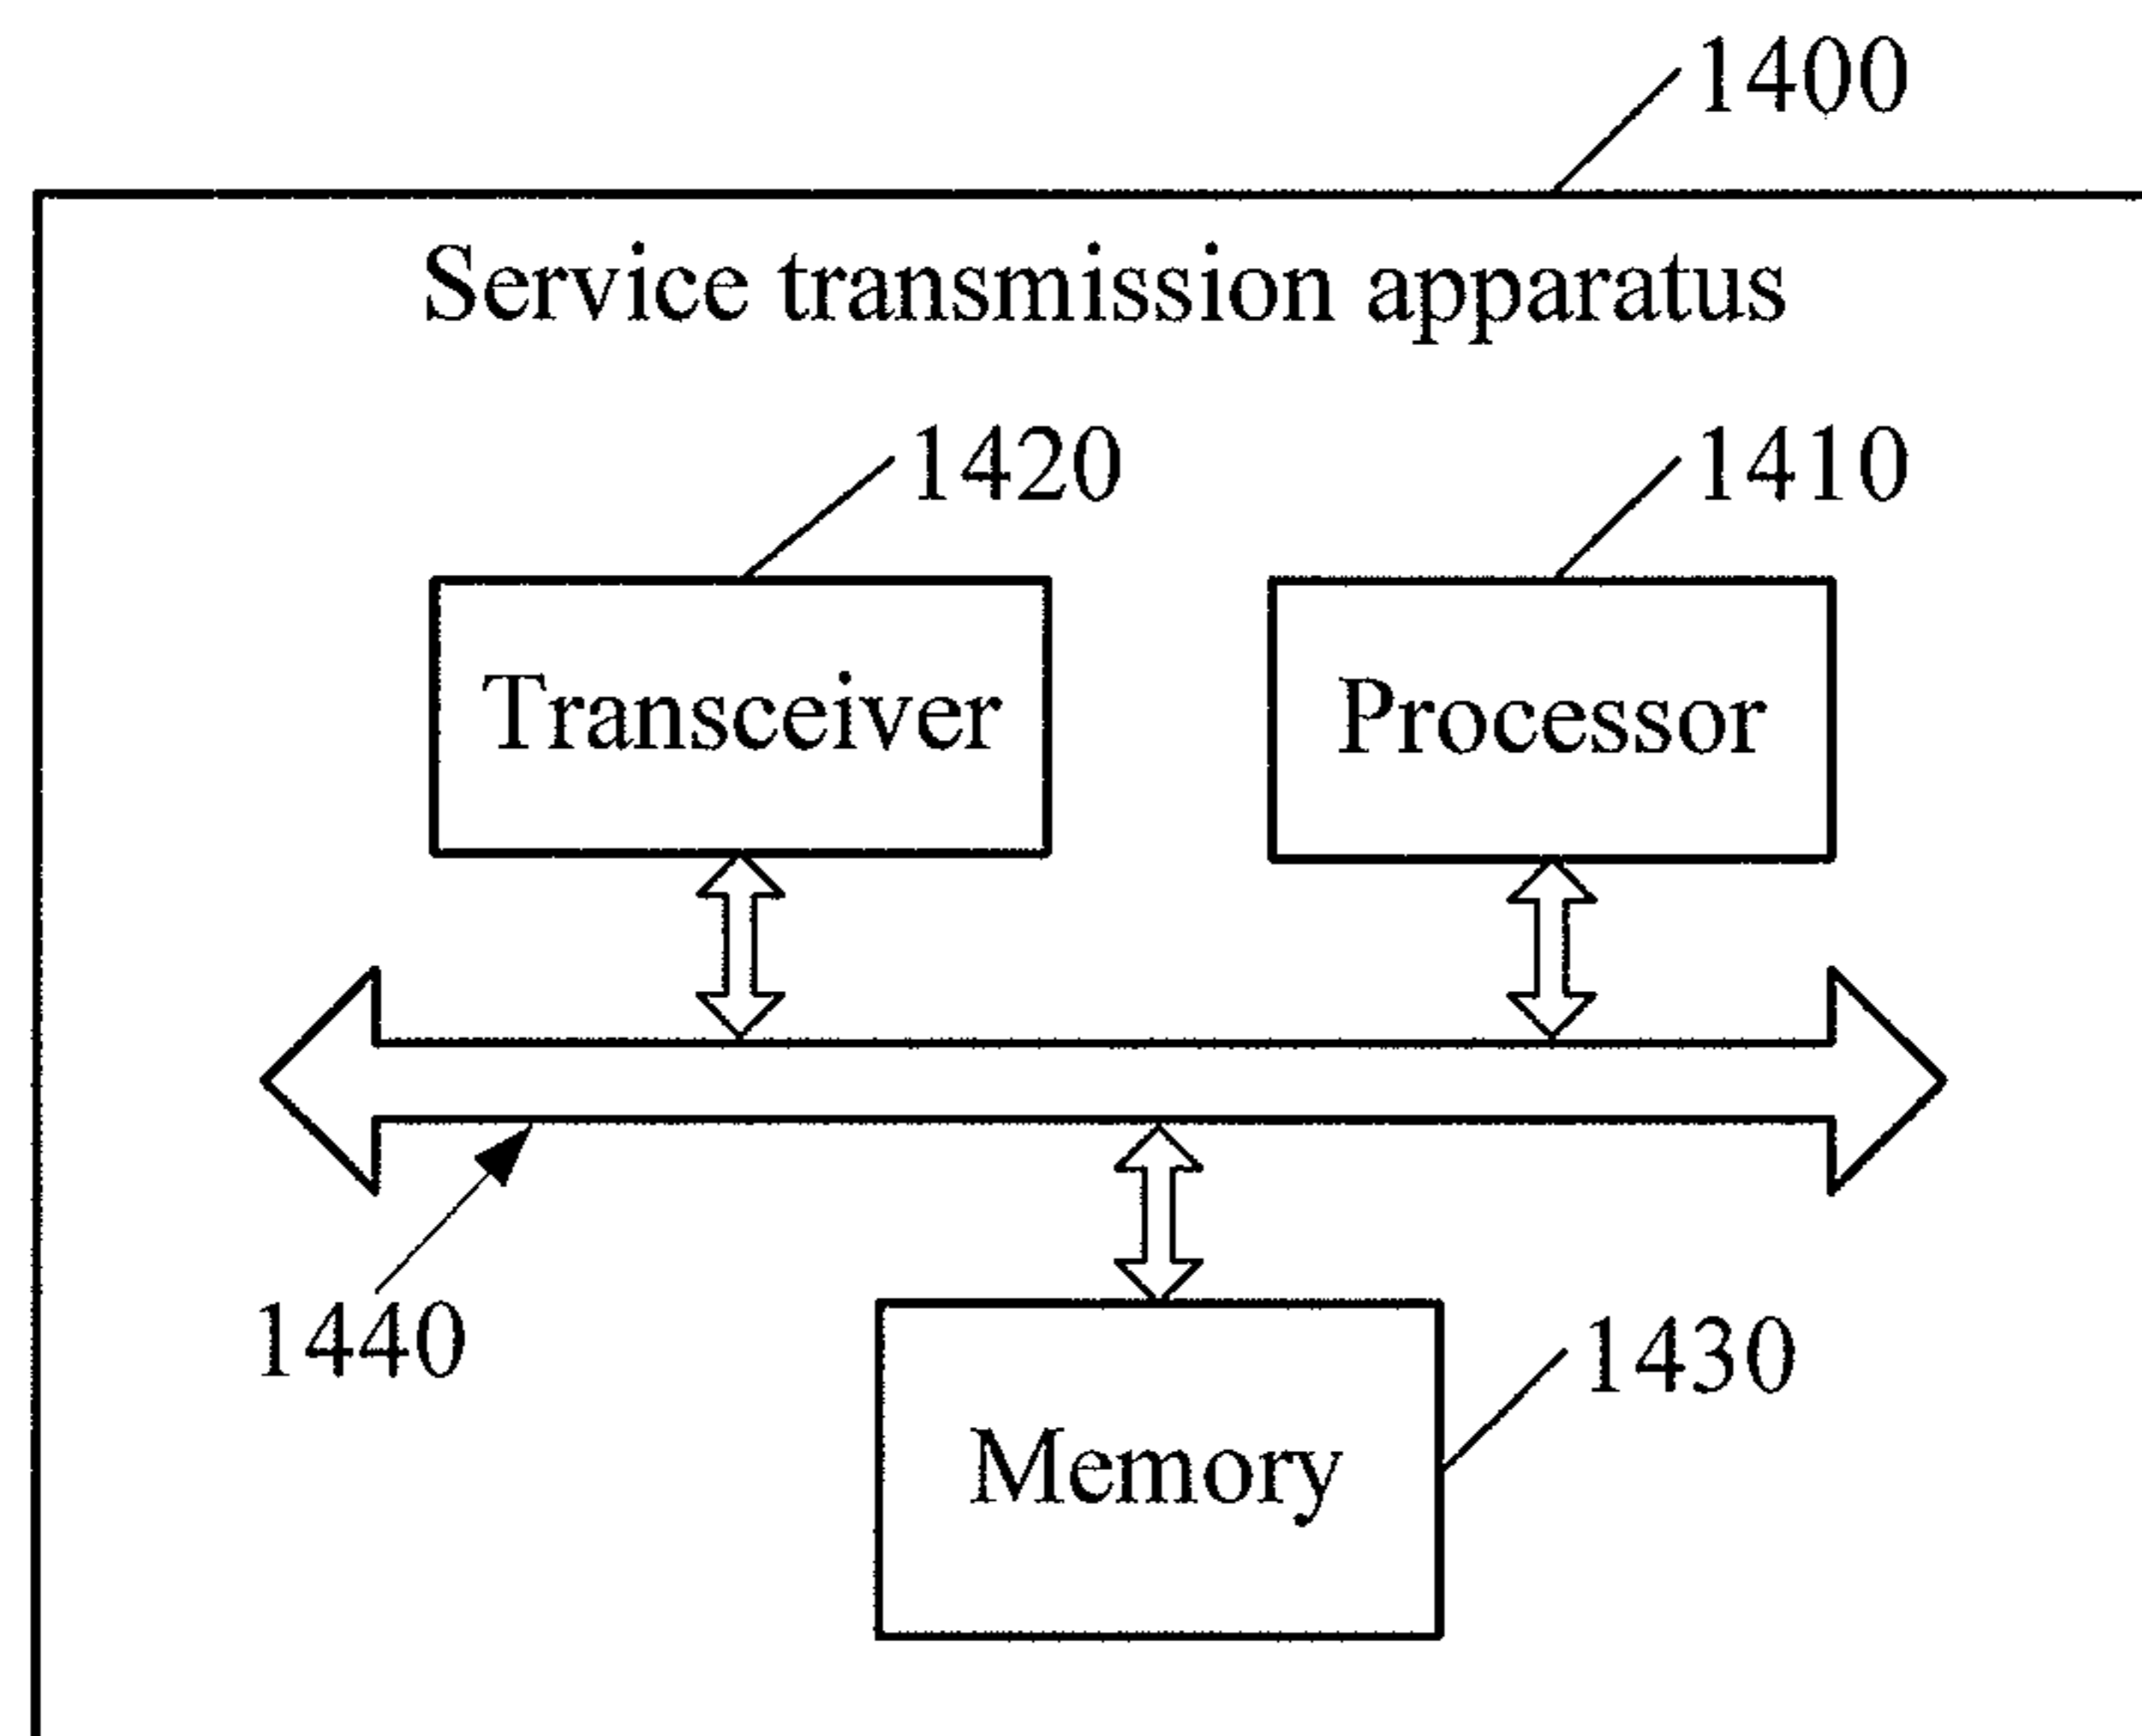 1400
Service transmission apparatus
1420
1410
Transceiver
Processor
1440
1430
Memory